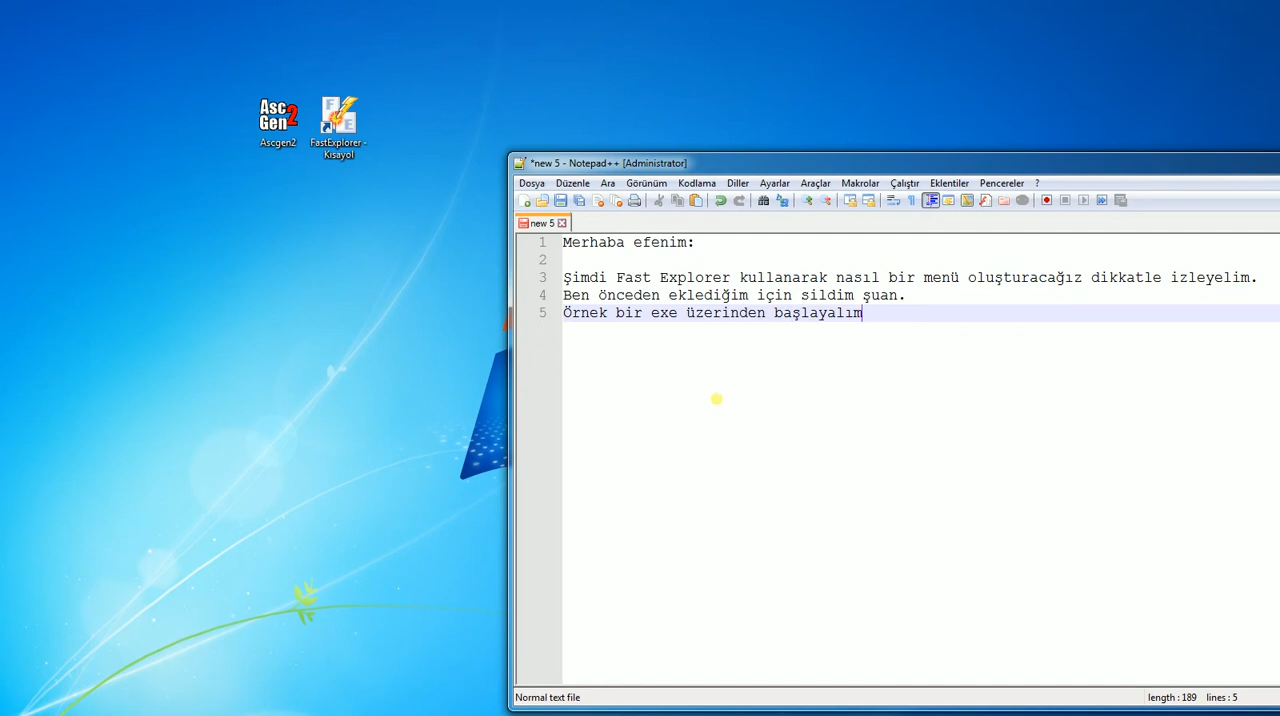 Asc
Gen2
Ascgen2
F
E
FastExplorer -
Kısayol
*new 5 - Notepad++ [Administrator]
Dosya Düzenle Ara Görünüm Kodlama Diller Ayarlar Araçlar Makrolar Çalıştır Eklentiler Pencereler ?
new 5
1 Merhaba efenim:
2
3 Şimdi Fast Explorer kullanarak nasıl bir menü oluşturacağız dikkatle izleyelim.
4 Ben önceden eklediğim için sildim şuan.
5 Örnek bir exe üzerinden başlayalım
Normal text file length : 189 lines : 5